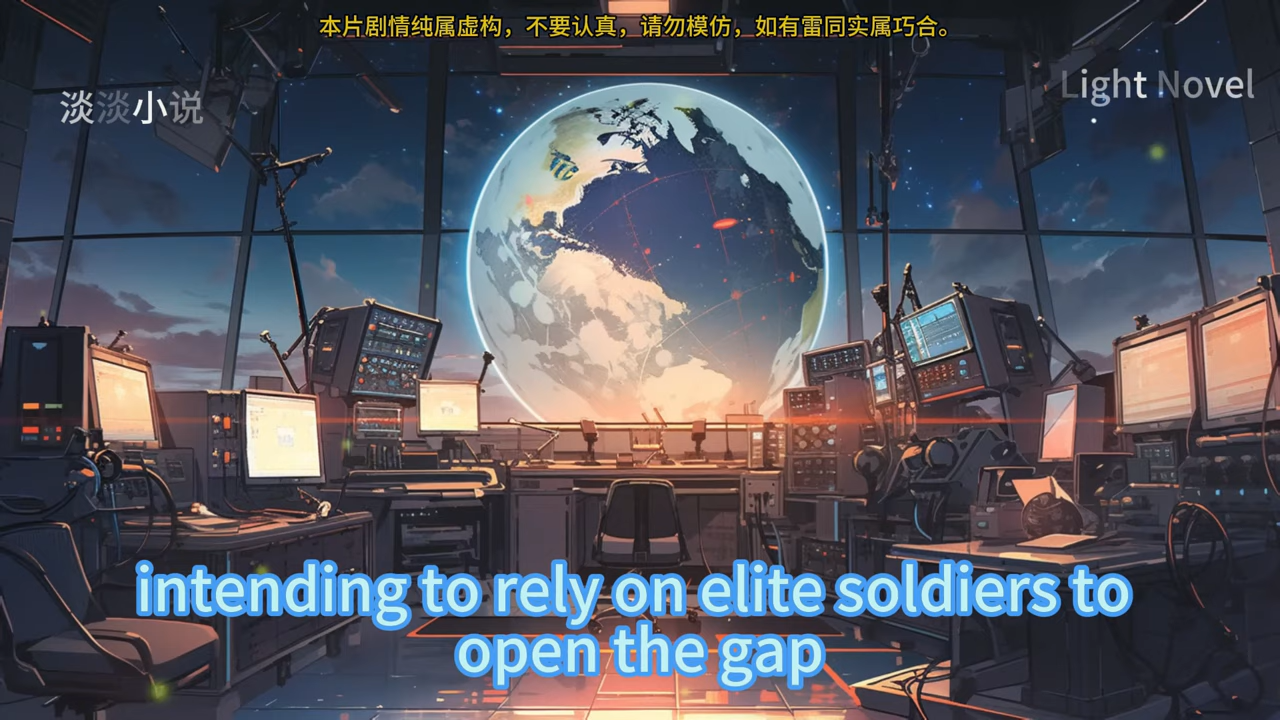 本片剧情纯属虚构，不要认真，请勿模仿，如有雷同实属巧合。
淡淡小说
Light Novel
intending to rely on elite soldiers to
open the gap